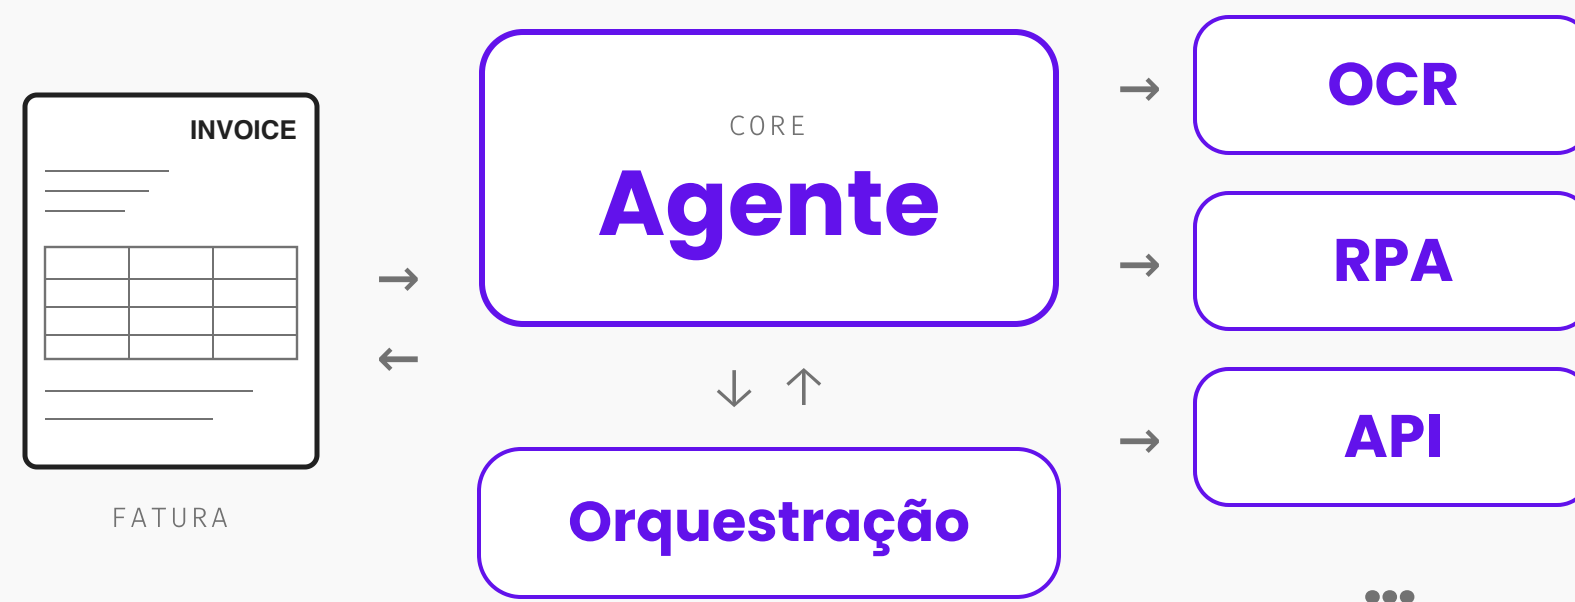 INVOICE
FATURA
CORE
Agente
Orquestração
OCR
RPA
API